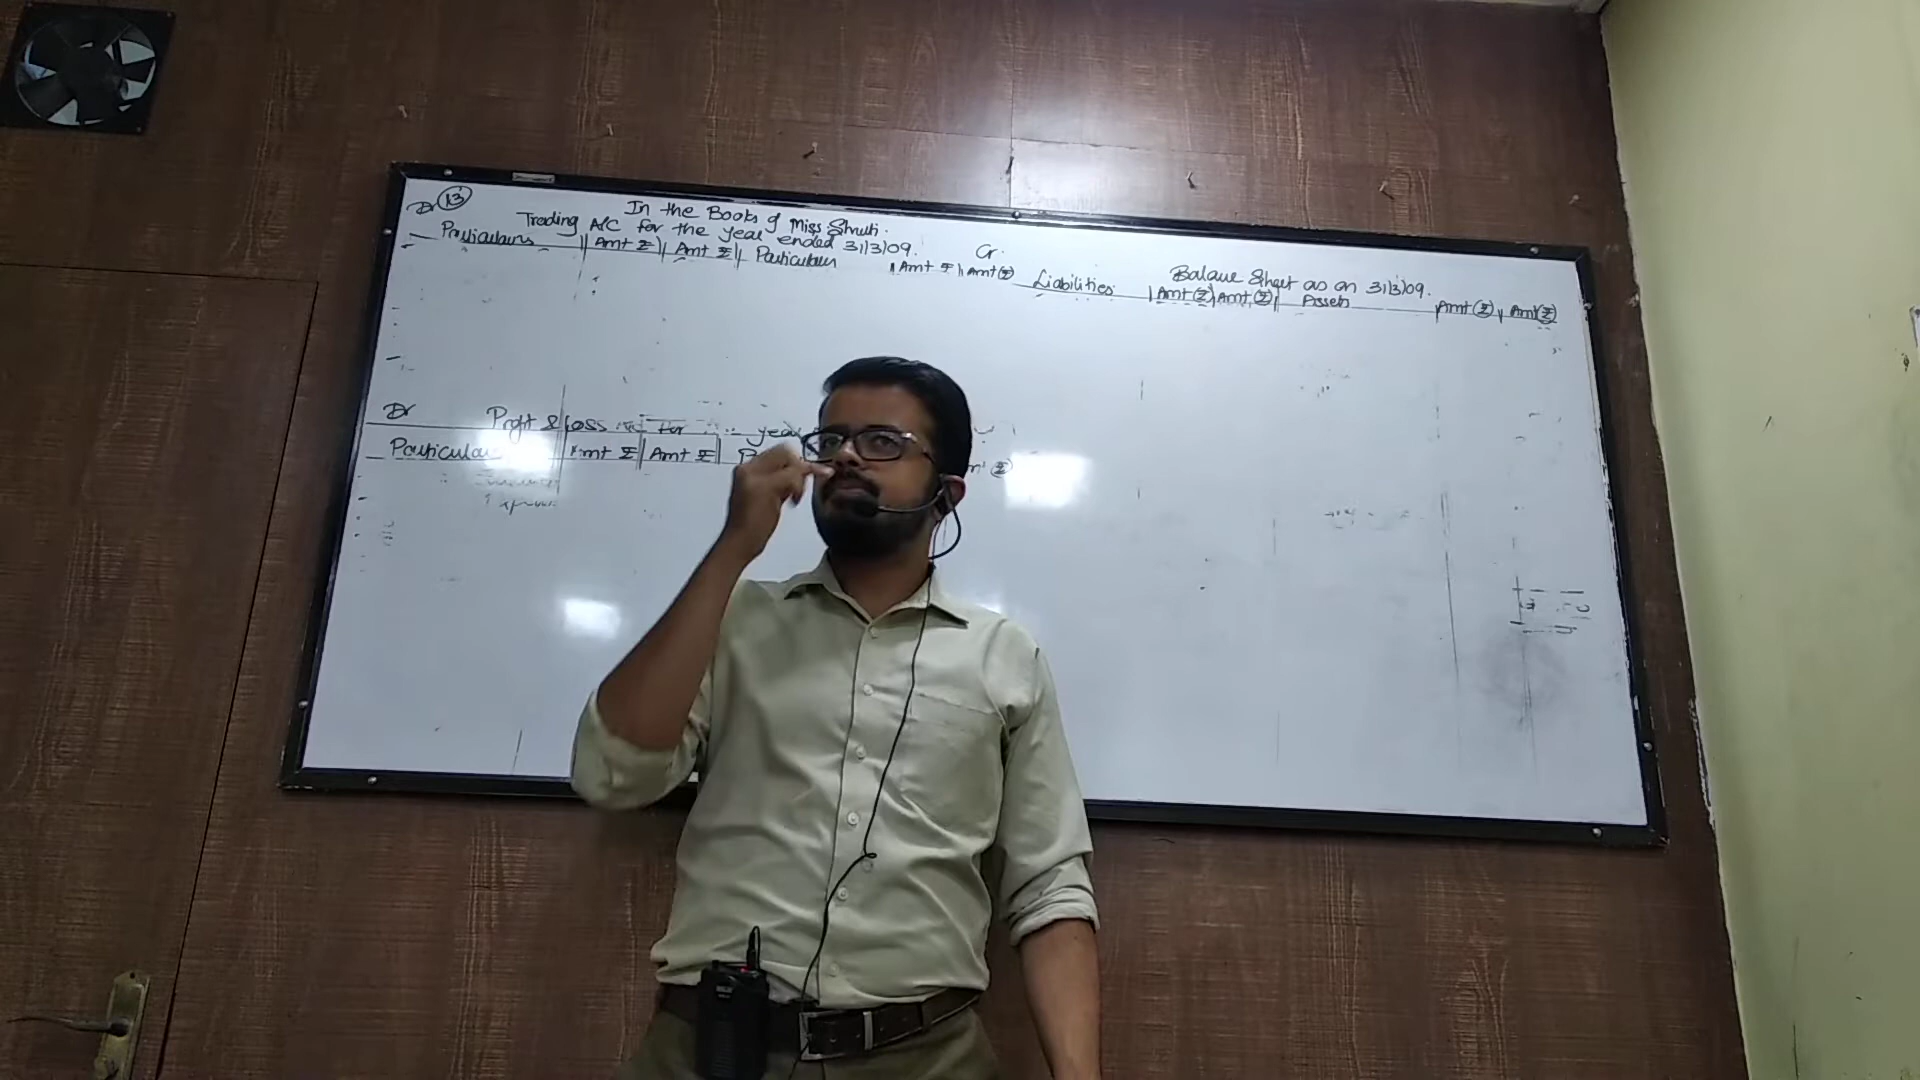 13
In the Books of Miss Shruti.
Dr Trading A/C for the year ended 31/3/09. Cr.
Particulars Amt ₹ Amt ₹ Particulars Amt ₹ Amt (₹)
Balance Sheet as on 31/3/09.
Liabilities Amt (₹) Amt (₹) Assets Amt (₹) Amt (₹)
Dr Profit & Loss for year
Particulars Amt ₹ Amt ₹